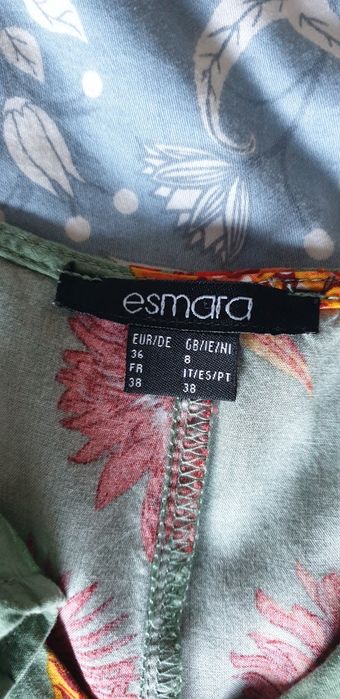 esmara
EUR/DE GB/IE/NI
36 8
FR IT/ES/PT
38 38